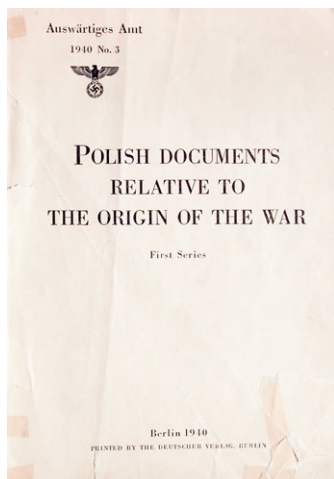 Auswärtiges Amt
1940 No. 3
POLISH DOCUMENTS
RELATIVE TO
THE ORIGIN OF THE WAR
First Series
Berlin 1940
PRINTED BY THE DEUTSCHER VERLAG, BERLIN